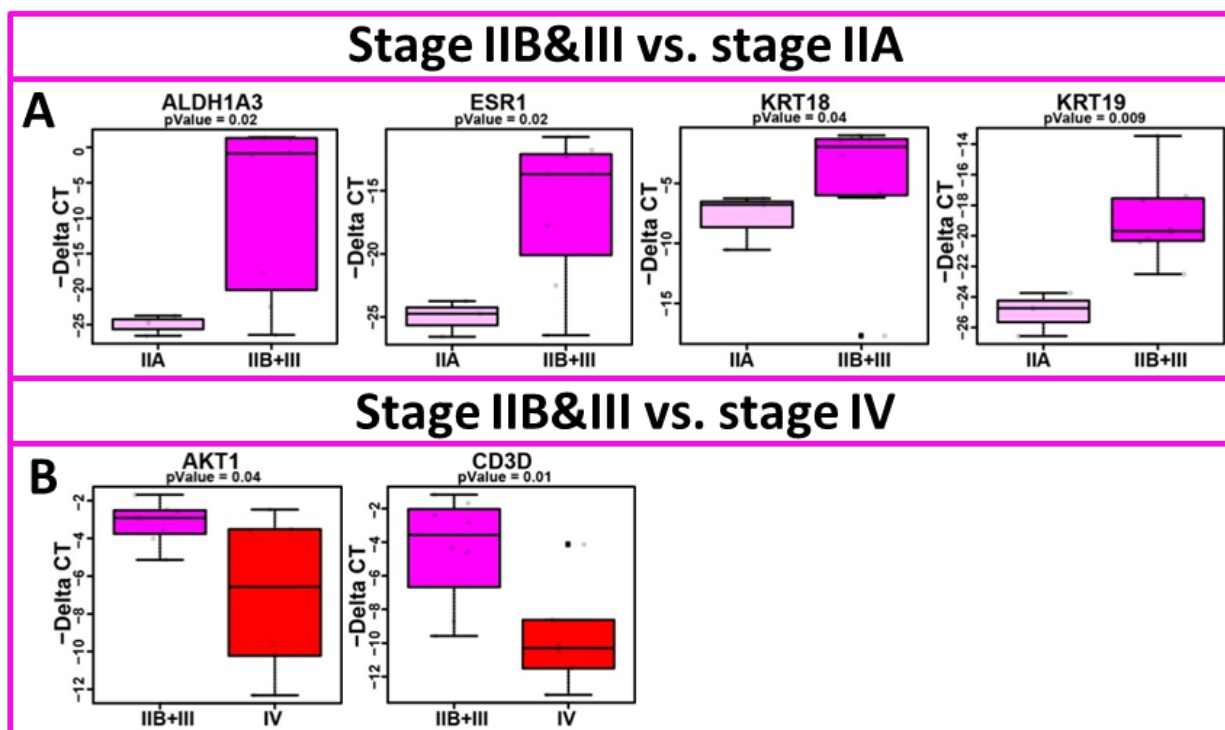 Stage IIB&III vs. stage IIA
A
ALDH1A3
pValue = 0.02
−Delta CT
0
−5
−10
−15
−20
−25
IIA
IIB+III
ESR1
pValue = 0.02
−Delta CT
−15
−20
−25
IIA
IIB+III
KRT18
pValue = 0.04
−Delta CT
−5
−10
−15
IIA
IIB+III
KRT19
pValue = 0.009
−Delta CT
−14
−16
−18
−20
−22
−24
−26
IIA
IIB+III
Stage IIB&III vs. stage IV
B
AKT1
pValue = 0.04
−Delta CT
−2
−4
−6
−8
−10
−12
IIB+III
IV
CD3D
pValue = 0.01
−Delta CT
−2
−4
−6
−8
−10
−12
IIB+III
IV